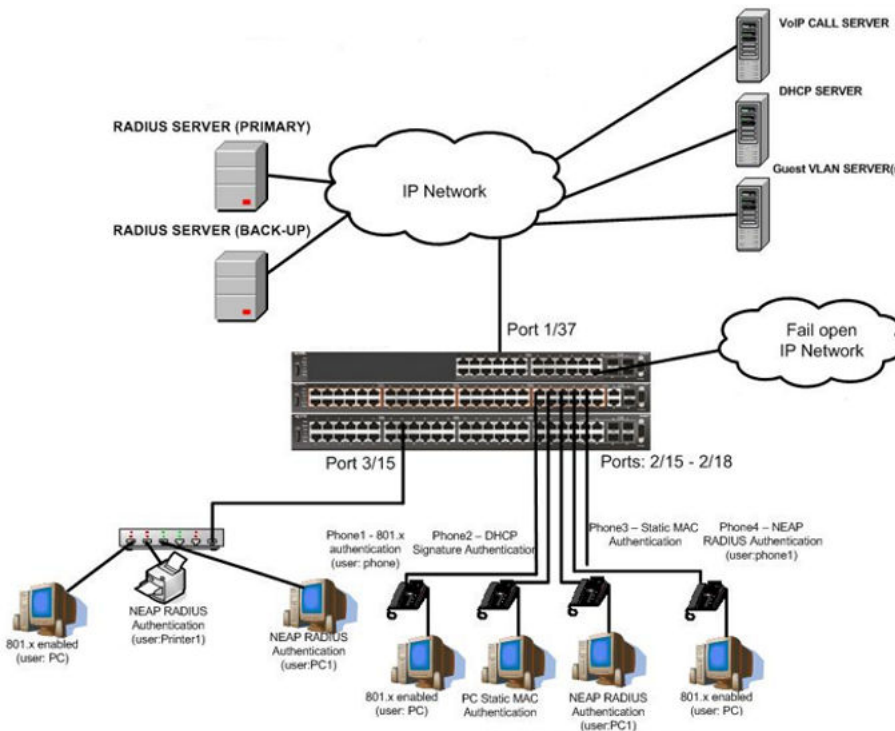 VoIP CALL SERVER
DHCP SERVER
RADIUS SERVER (PRIMARY)
Guest VLAN SERVER(
IP Network
RADIUS SERVER (BACK-UP)
Port 1/37
Fail open
IP Network
Port 3/15
Ports: 2/15 - 2/18
Phone1 - 801.x
authentication
(user: phone)
Phone2 – DHCP
Signature Authentication
Phone3 – Static MAC
Authentication
Phone4 – NEAP
RADIUS Authentication
(user:phone1)
801.x enabled
(user: PC)
NEAP RADIUS
Authentication
(user:Printer1)
NEAP RADIUS
Authentication
(user:PC1)
801.x enabled
(user: PC)
PC Static MAC
Authentication
NEAP RADIUS
Authentication
(user:PC1)
801.x enabled
(user: PC)